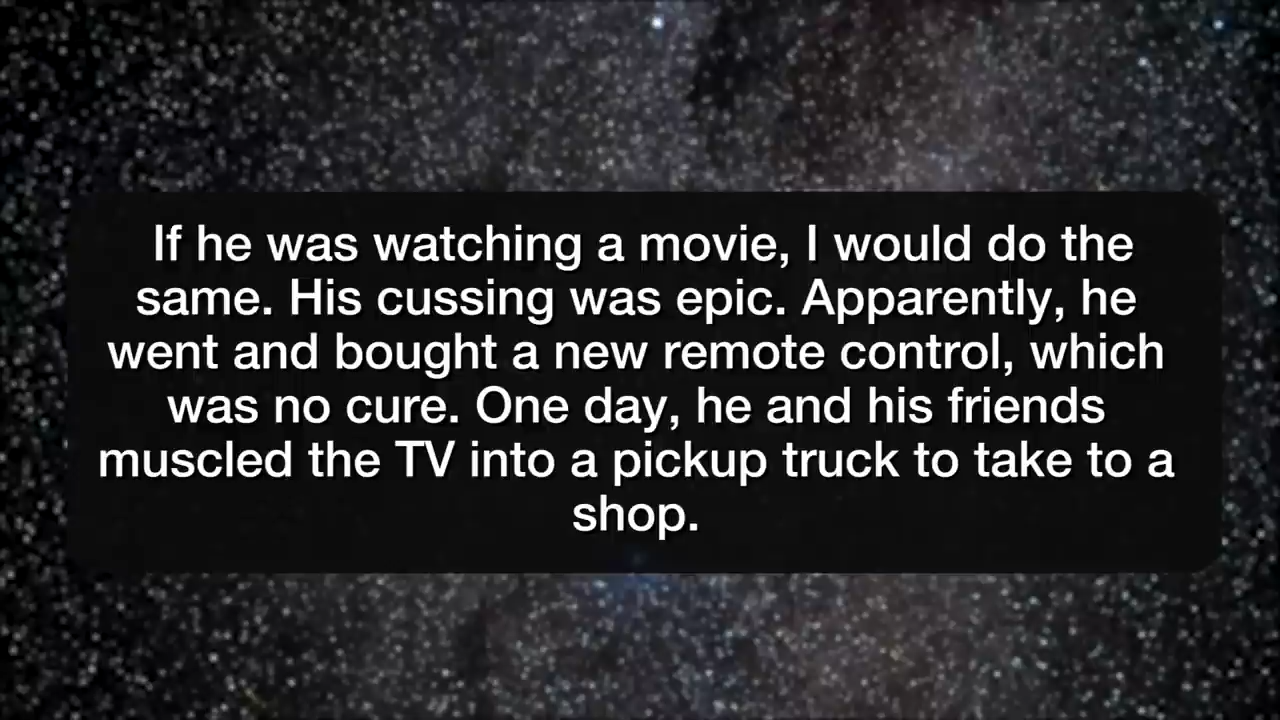 If he was watching a movie, I would do the
same. His cussing was epic. Apparently, he
went and bought a new remote control, which
was no cure. One day, he and his friends
muscled the TV into a pickup truck to take to a
shop.